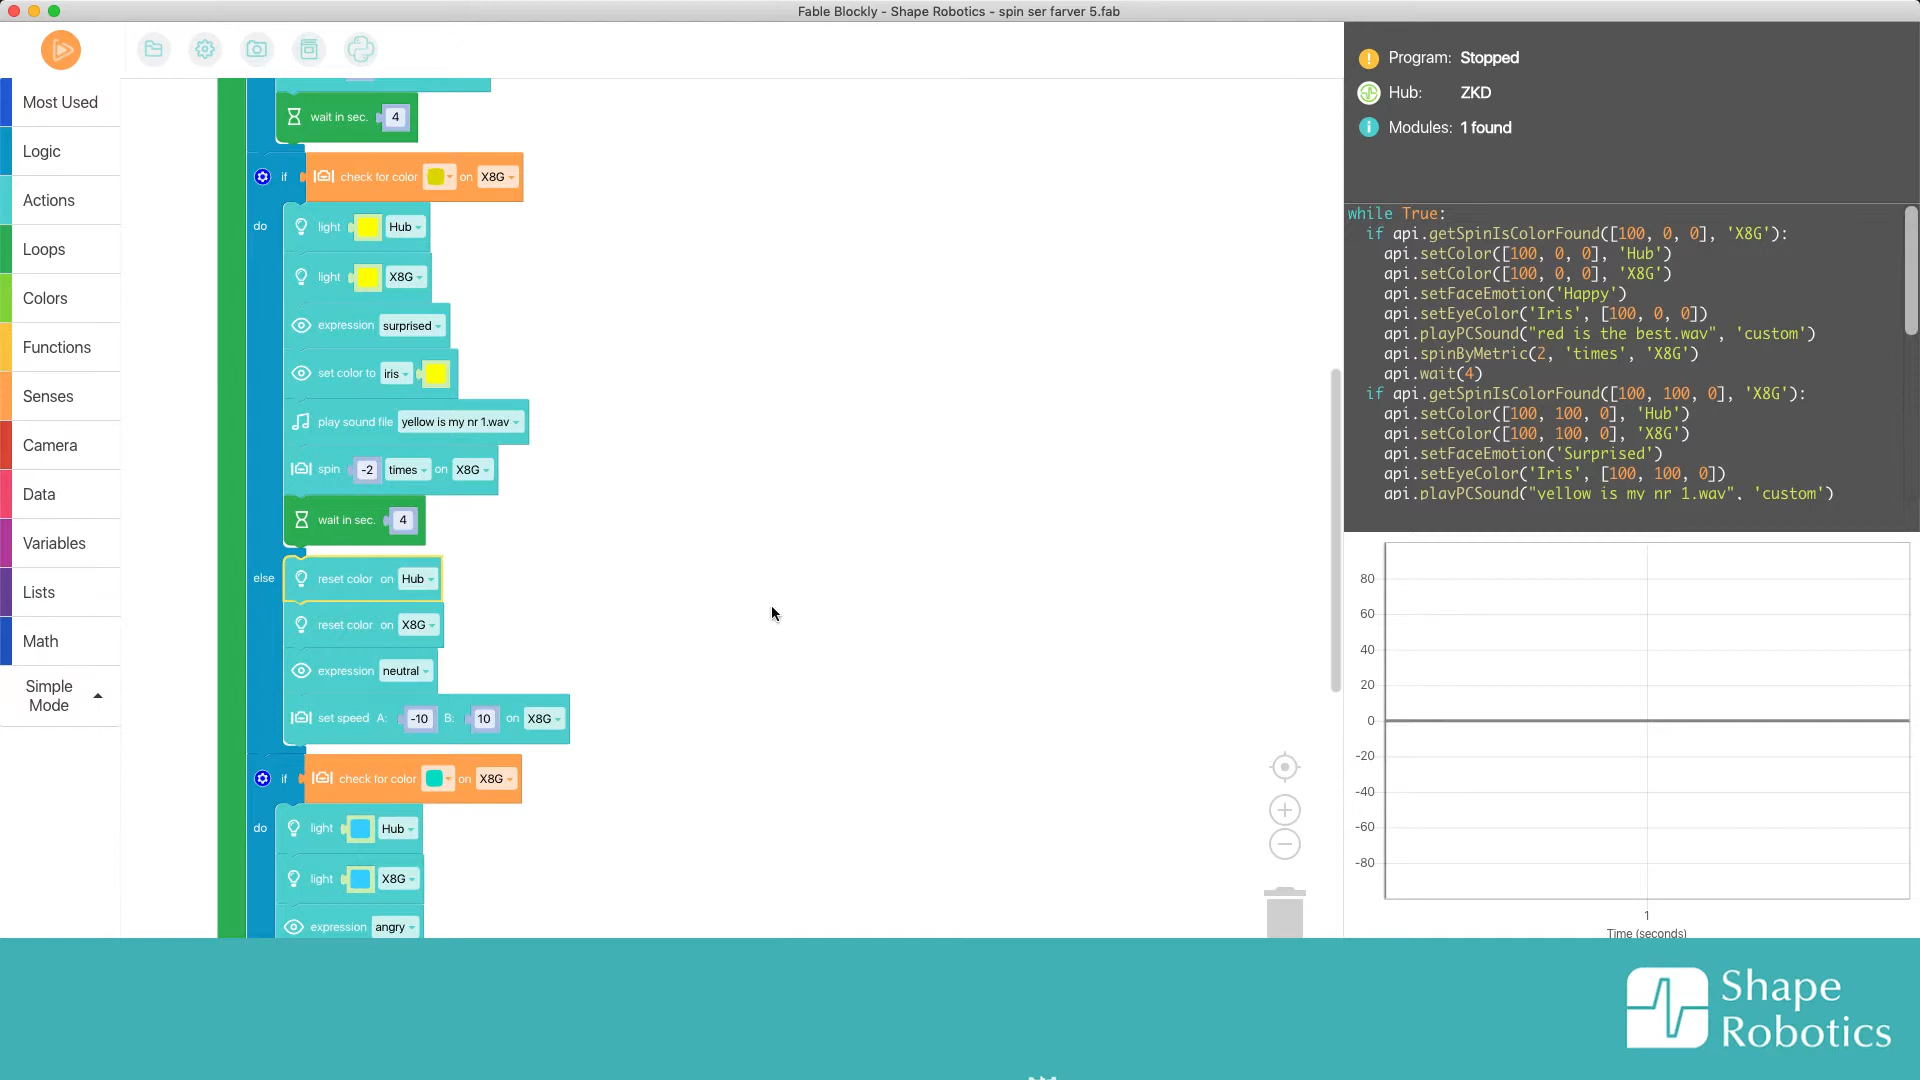 Fable Blockly - Shape Robotics - spin ser farver 5.fab
Most Used
Logic
Actions
Loops
Colors
Functions
Senses
Camera
Data
Variables
Lists
Math
Simple
Mode
wait in sec. 4
if check for color on X8G
do light Hub
light X8G
expression surprised
set color to iris
play sound file yellow is my nr 1.wav
spin -2 times on X8G
wait in sec. 4
else reset color on Hub
reset color on X8G
expression neutral
set speed A: -10 B: 10 on X8G
if check for color on X8G
do light Hub
light X8G
expression angry
Program: Stopped
Hub: ZKD
Modules: 1 found
while True:
if api.getSpinIsColorFound([100, 0, 0], 'X8G'):
api.setColor([100, 0, 0], 'Hub')
api.setColor([100, 0, 0], 'X8G')
api.setFaceEmotion('Happy')
api.setEyeColor('Iris', [100, 0, 0])
api.playPCSound("red is the best.wav", 'custom')
api.spinByMetric(2, 'times', 'X8G')
api.wait(4)
if api.getSpinIsColorFound([100, 100, 0], 'X8G'):
api.setColor([100, 100, 0], 'Hub')
api.setColor([100, 100, 0], 'X8G')
api.setFaceEmotion('Surprised')
api.setEyeColor('Iris', [100, 100, 0])
api.playPCSound("yellow is my nr 1.wav", 'custom')
80
60
40
20
0
-20
-40
-60
-80
1
Time (seconds)
Shape
Robotics